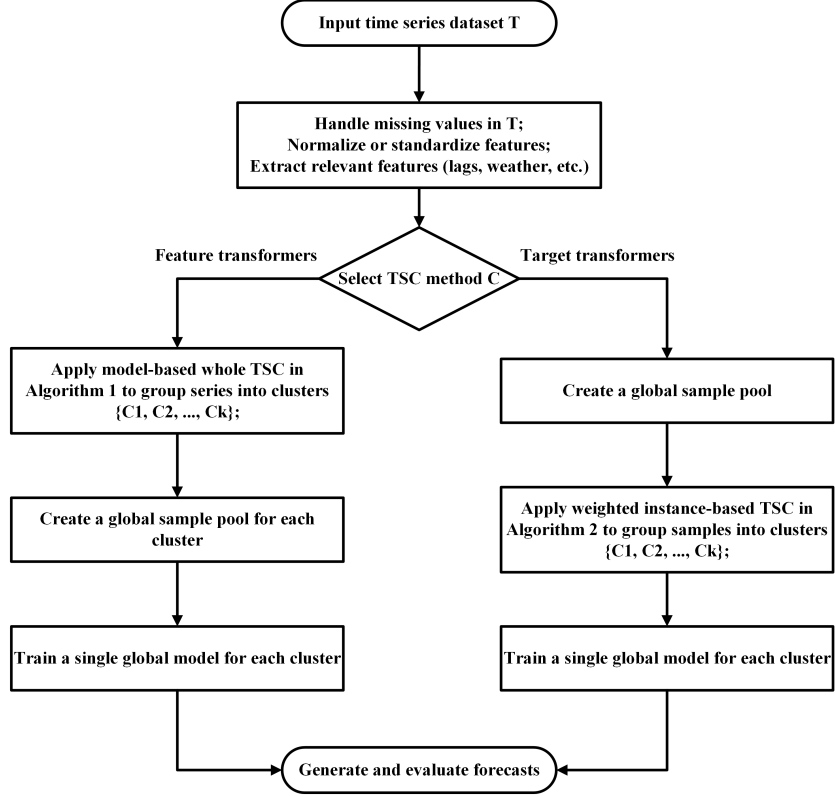 Input time series dataset T
Handle missing values in T;
Normalize or standardize features;
Extract relevant features (lags, weather, etc.)
Feature transformers
Target transformers
Select TSC method C
Apply model-based whole TSC in
Algorithm 1 to group series into clusters
{C1, C2, ..., Ck};
Create a global sample pool
Create a global sample pool for each
cluster
Apply weighted instance-based TSC in
Algorithm 2 to group samples into clusters
{C1, C2, ..., Ck};
Train a single global model for each cluster
Train a single global model for each cluster
Generate and evaluate forecasts